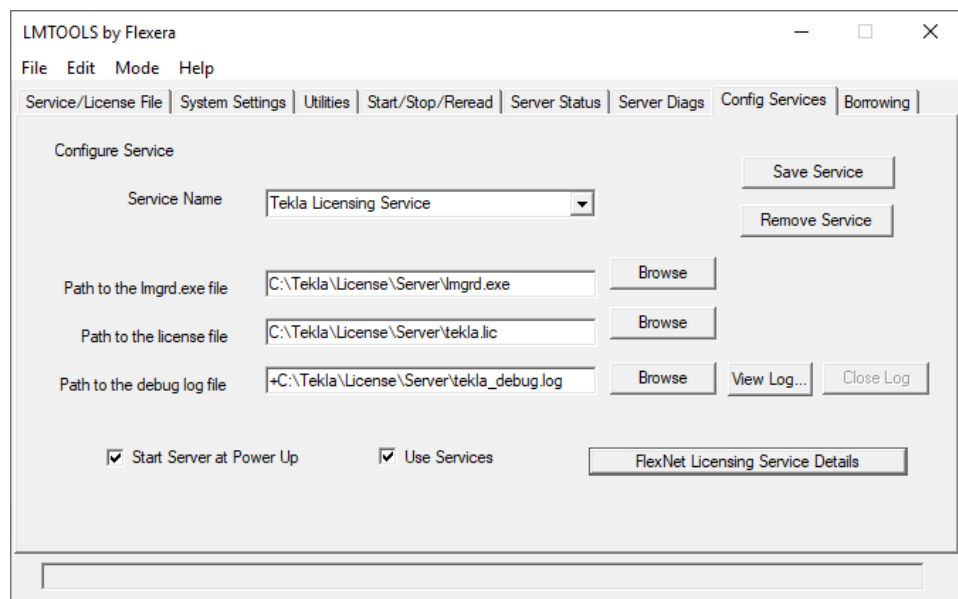 LMTOOLS by Flexera
File Edit Mode Help
Service/License File System Settings Utilities Start/Stop/Reread Server Status Server Diags Config Services Borrowing
Configure Service
Save Service
Service Name Tekla Licensing Service
Remove Service
Path to the lmgrd.exe file C:\Tekla\License\Server\lmgrd.exe Browse
Path to the license file C:\Tekla\License\Server\tekla.lic Browse
Path to the debug log file +C:\Tekla\License\Server\tekla_debug.log Browse View Log... Close Log
Start Server at Power Up Use Services FlexNet Licensing Service Details